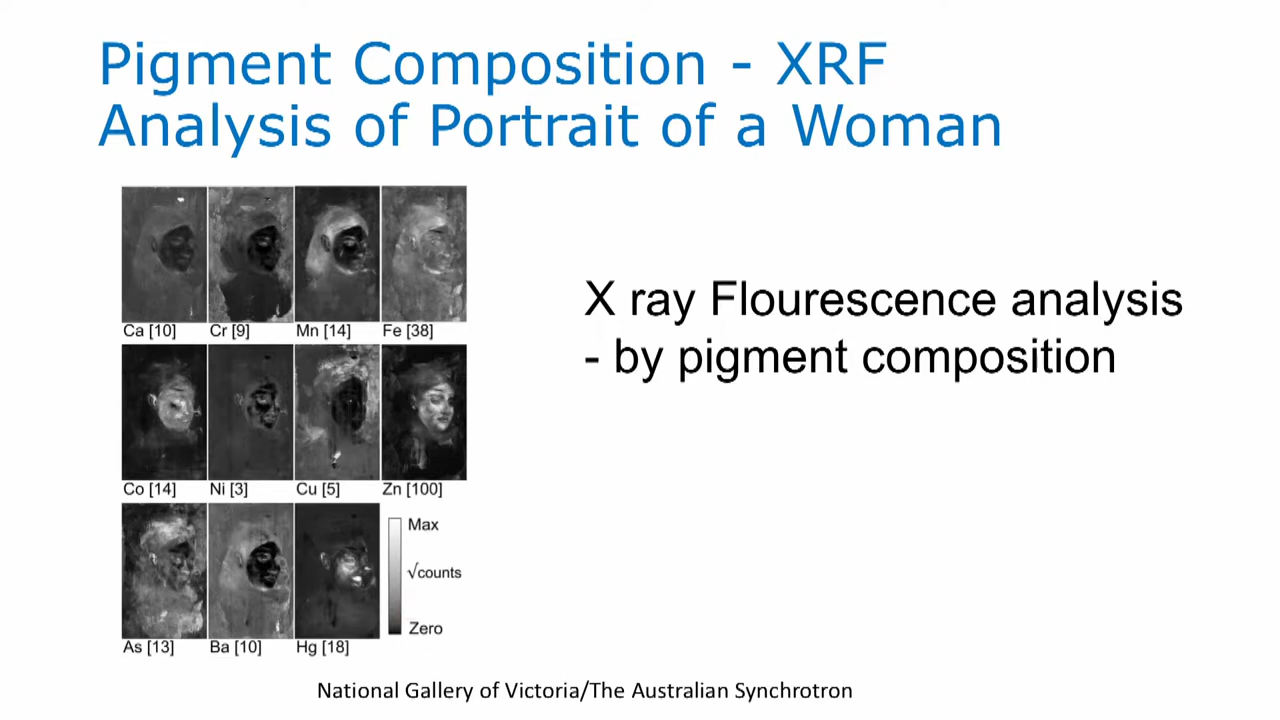 Pigment Composition - XRF
Analysis of Portrait of a Woman
Ca [10] Cr [9] Mn [14] Fe [38]
Co [14] Ni [3] Cu [5] Zn [100]
As [13] Ba [10] Hg [18]
Max
√counts
Zero
X ray Flourescence analysis
- by pigment composition
National Gallery of Victoria/The Australian Synchrotron